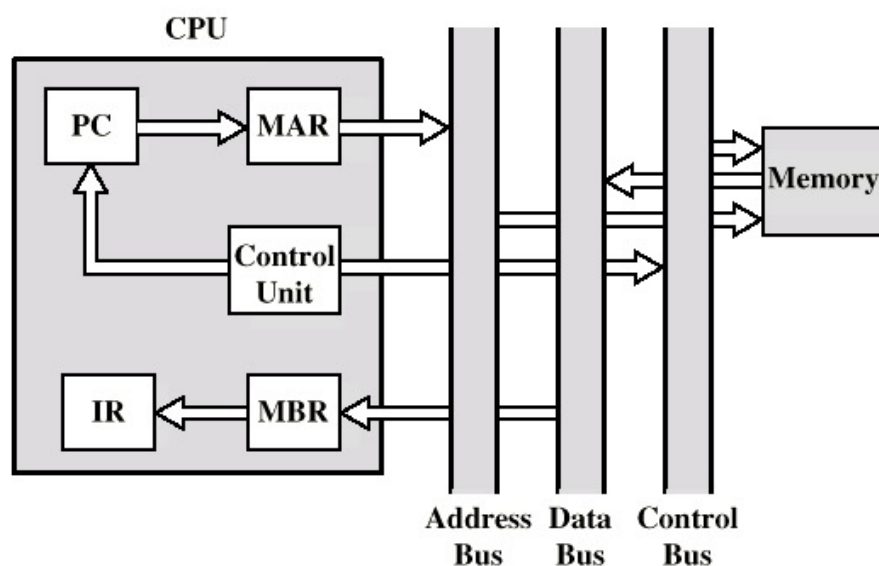 CPU
PC
MAR
Memory
Control
Unit
IR
MBR
Address
Bus
Data
Bus
Control
Bus